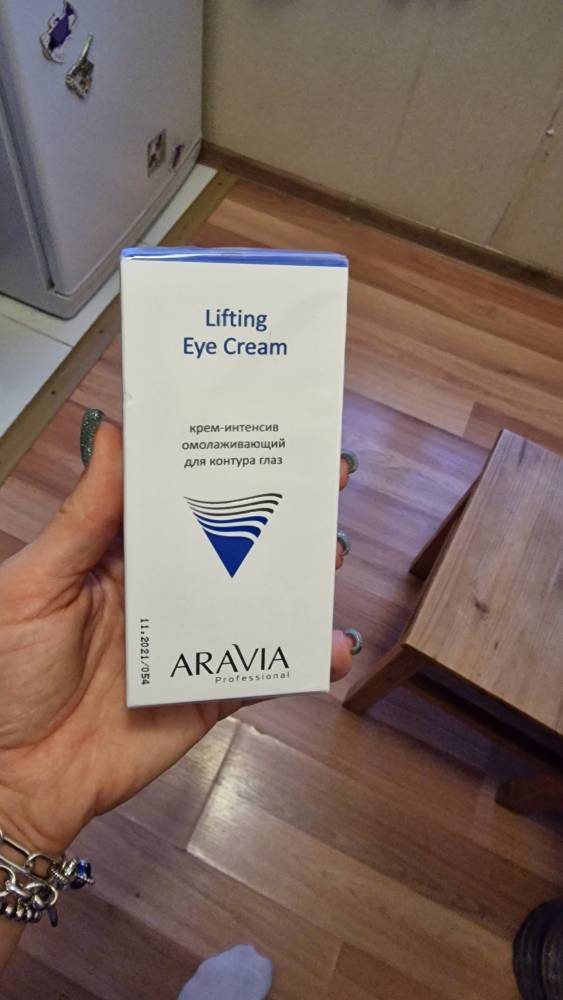 Lifting
Eye Cream
крем-интенсив
омолаживающий
для контура глаз
11.2021/054
ARAVIA
Professional